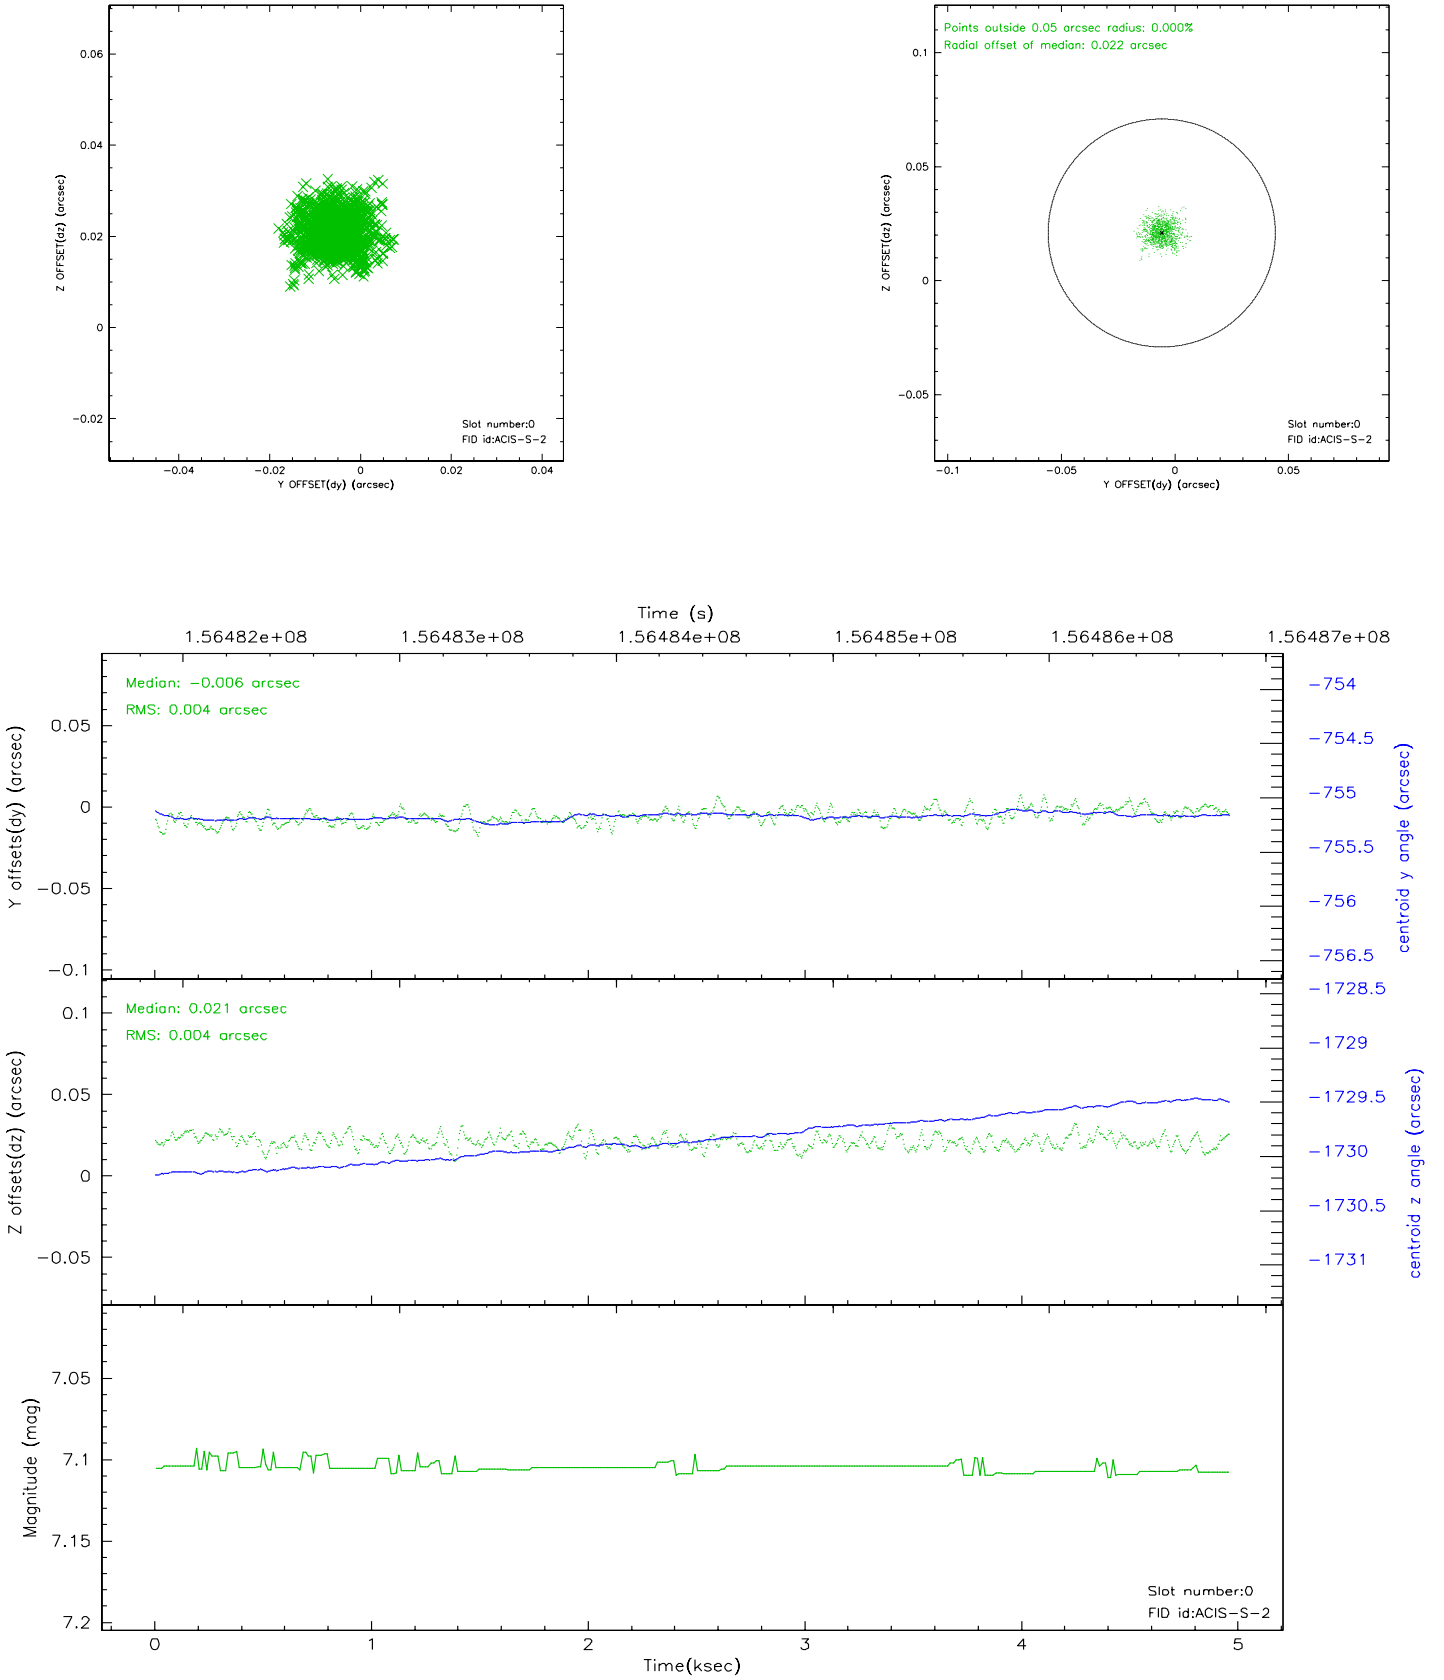 0.06
0.04
0.02
0
−0.02
Z OFFSET(dz) (arcsec)
Slot number:0
FID id:ACIS−S−2
−0.04 −0.02 0 0.02 0.04
Y OFFSET(dy) (arcsec)
Points outside 0.05 arcsec radius: 0.000%
Radial offset of median: 0.022 arcsec
0.1
0.05
0
−0.05
Z OFFSET(dz) (arcsec)
Slot number:0
FID id:ACIS−S−2
−0.1 −0.05 0 0.05
Y OFFSET(dy) (arcsec)
Time (s)
1.56482e+08 1.56483e+08 1.56484e+08 1.56485e+08 1.56486e+08 1.56487e+08
Median: −0.006 arcsec
RMS: 0.004 arcsec
0.05
0
−0.05
−0.1
Y offsets(dy) (arcsec)
−754
−754.5
−755
−755.5
−756
−756.5
centroid y angle (arcsec)
Median: 0.021 arcsec
RMS: 0.004 arcsec
0.1
0.05
0
−0.05
Z offsets(dz) (arcsec)
−1728.5
−1729
−1729.5
−1730
−1730.5
−1731
centroid z angle (arcsec)
7.05
7.1
7.15
7.2
Magnitude (mag)
Slot number:0
FID id:ACIS−S−2
0 1 2 3 4 5
Time(ksec)